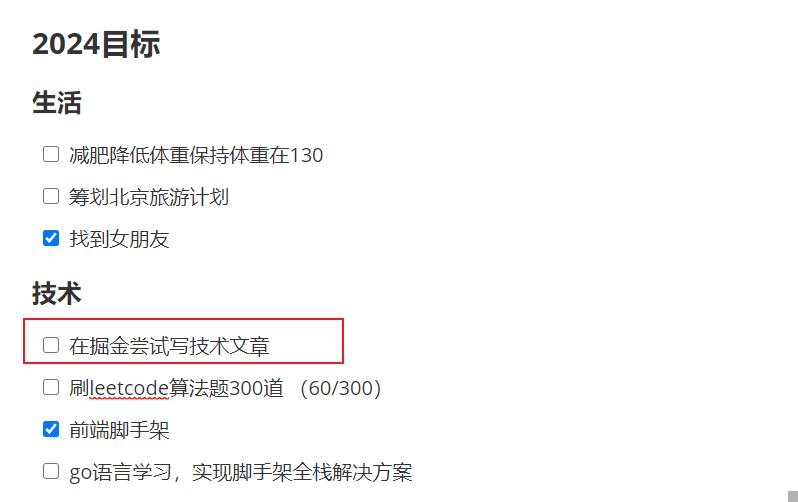 2024目标
生活
减肥降低体重保持体重在130
筹划北京旅游计划
找到女朋友
技术
在掘金尝试写技术文章
刷leetcode算法题300道 （60/300）
前端脚手架
go语言学习，实现脚手架全栈解决方案